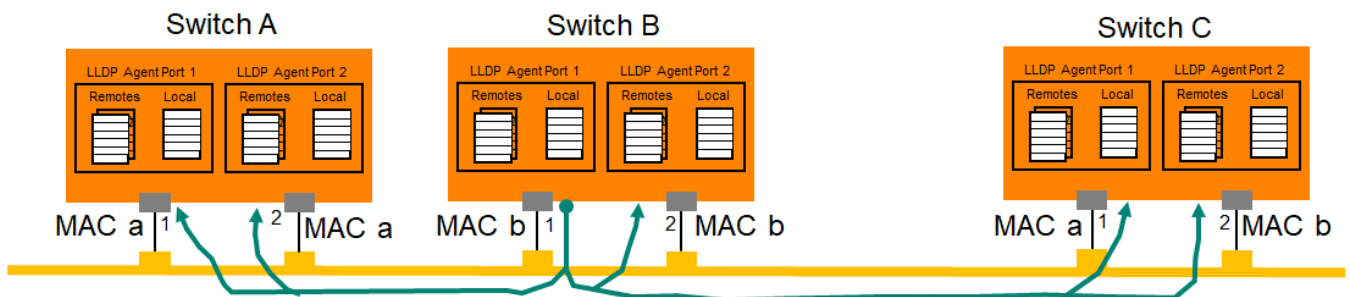 Switch A
Switch B
Switch C
LLDP Agent Port 1
LLDP Agent Port 2
LLDP Agent Port 1
LLDP Agent Port 2
LLDP Agent Port 1
LLDP Agent Port 2
Remotes
Local
Remotes
Local
Remotes
Local
Remotes
Local
Remotes
Local
Remotes
Local
MAC a
1
2
MAC a
MAC b
1
2
MAC b
MAC a
1
2
MAC b